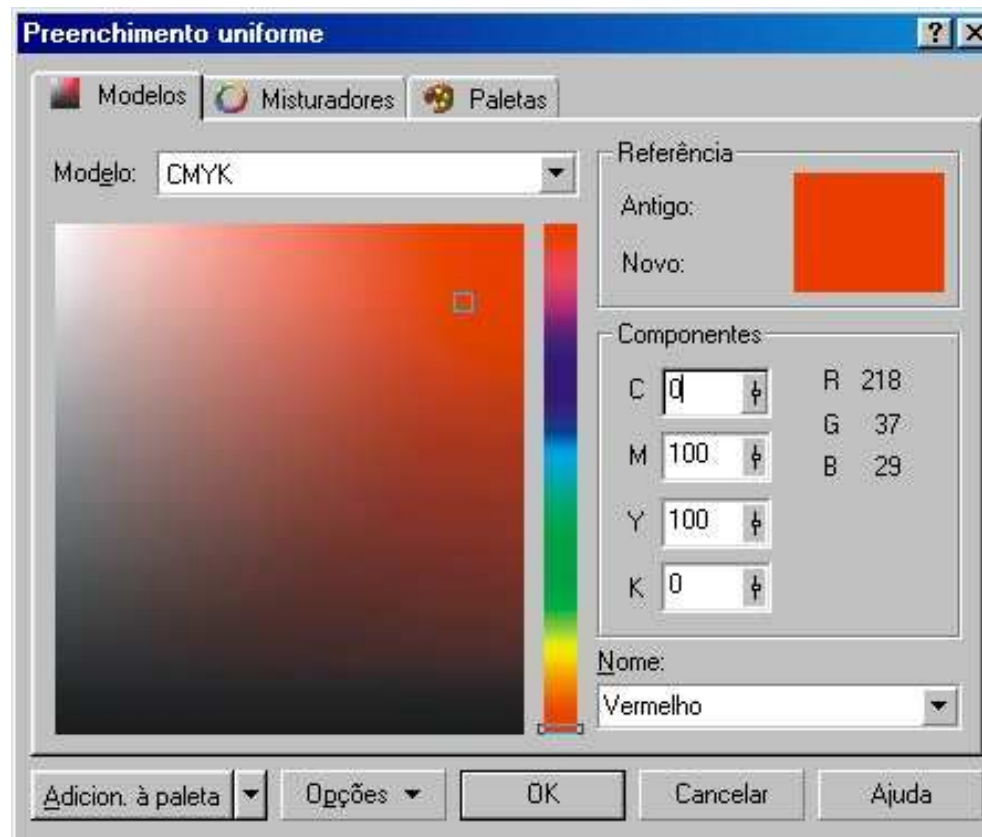 Preenchimento uniforme
Modelos Misturadores Paletas
Modelo: CMYK
Referência
Antigo:
Novo:
Componentes
C 0 R 218
G 37
M 100 B 29
Y 100
K 0
Nome:
Vermelho
Adicion. à paleta Opções OK Cancelar Ajuda